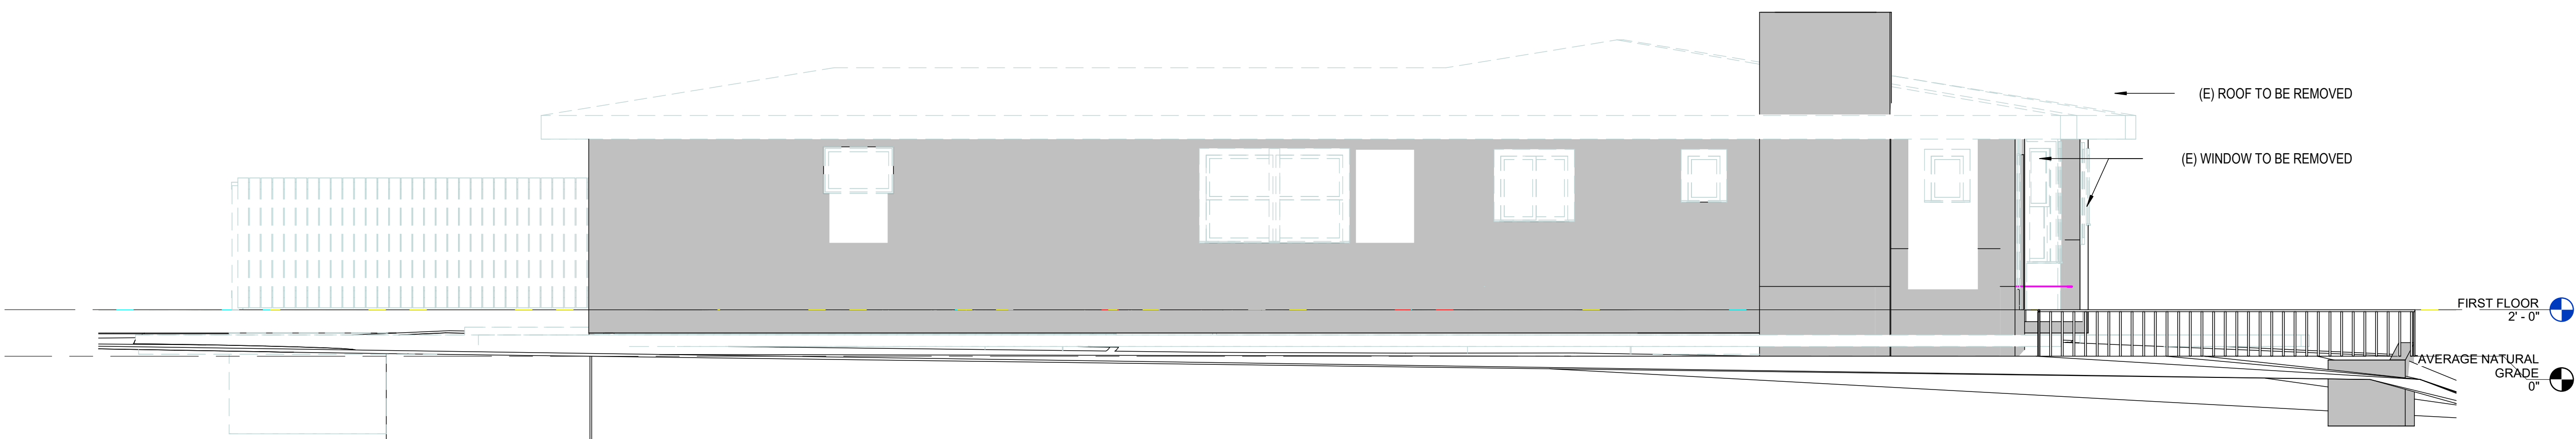 (E) ROOF TO BE REMOVED
(E) WINDOW TO BE REMOVED
FIRST FLOOR
2' - 0"
AVERAGE NATURAL
GRADE
0"